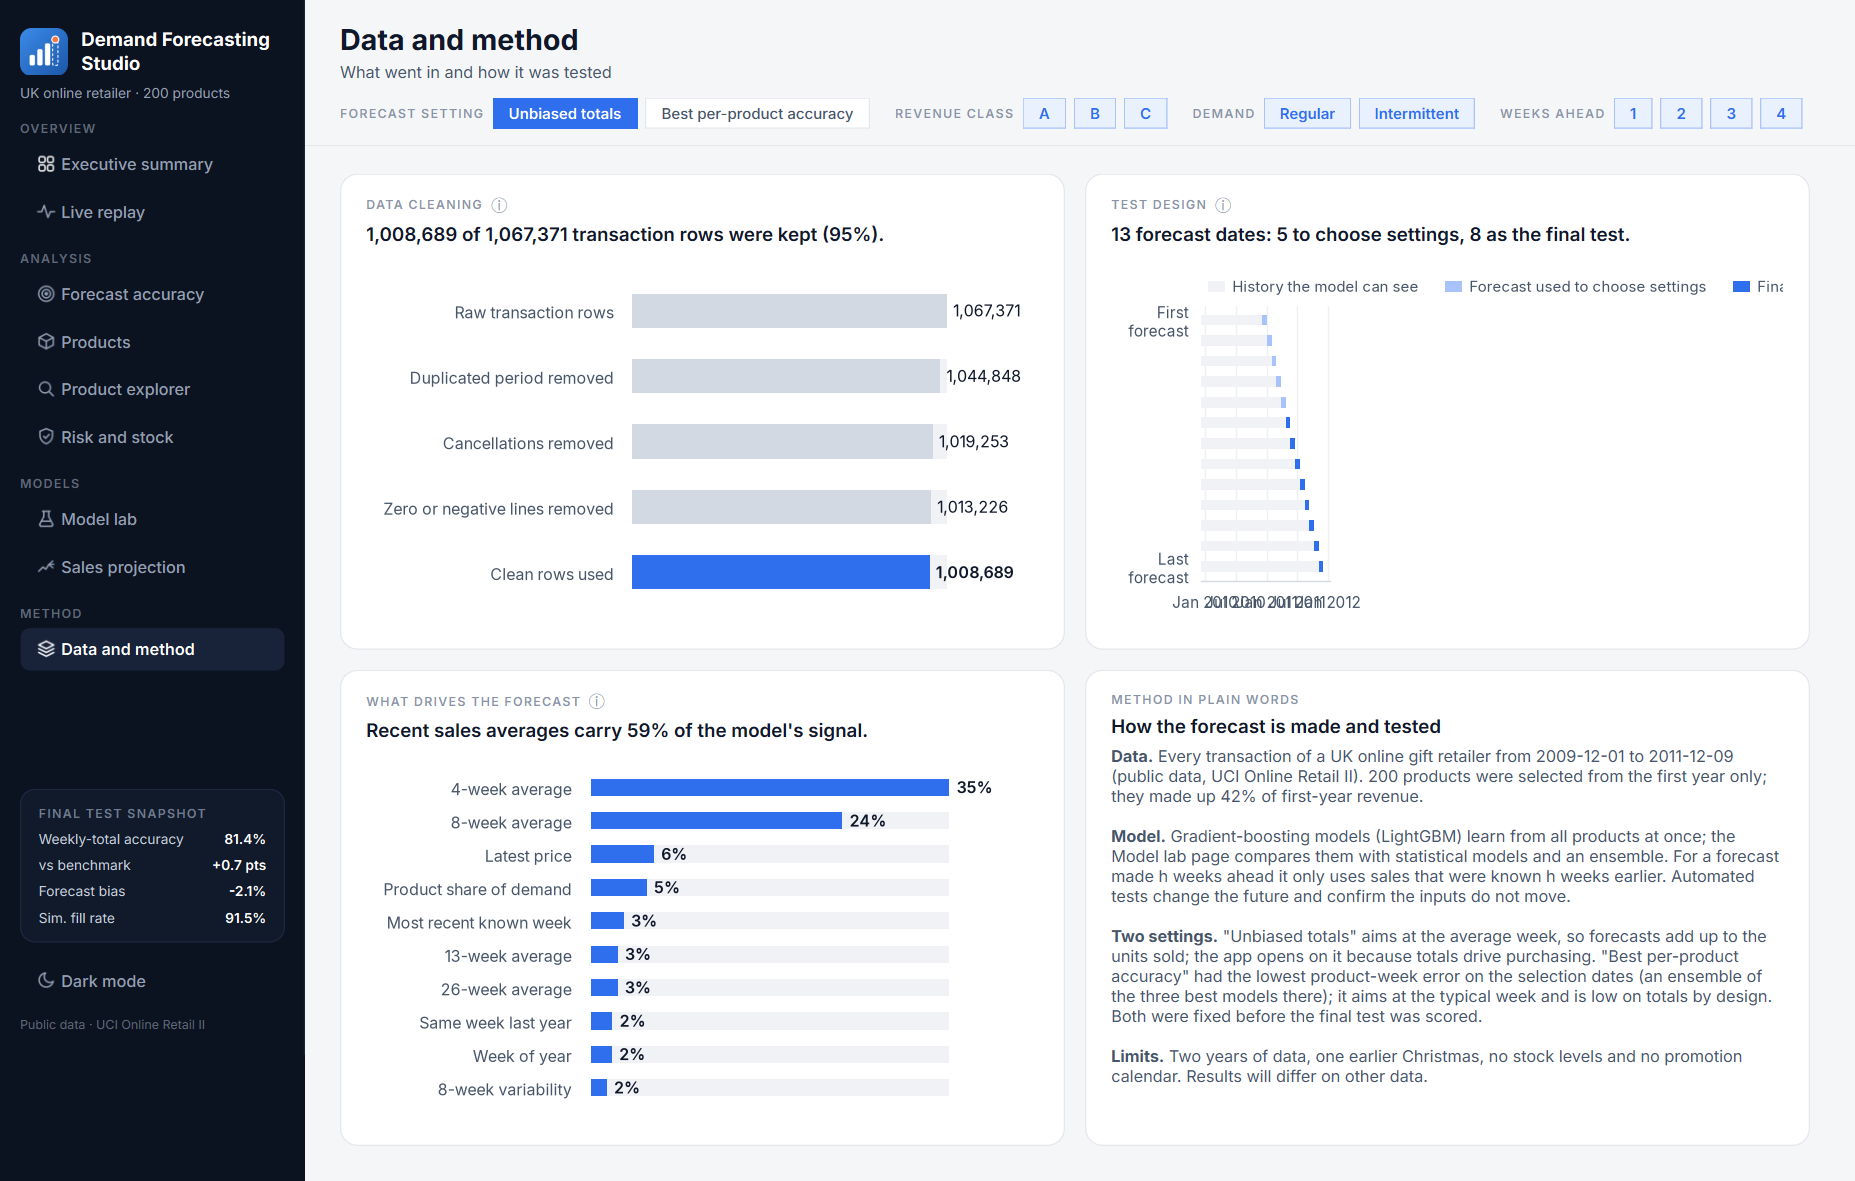 Demand Forecasting
Studio
UK online retailer · 200 products
OVERVIEW
Executive summary
Live replay
ANALYSIS
Forecast accuracy
Products
Product explorer
Risk and stock
MODELS
Model lab
Sales projection
METHOD
Data and method
FINAL TEST SNAPSHOT
Weekly-total accuracy 81.4%
vs benchmark +0.7 pts
Forecast bias -2.1%
Sim. fill rate 91.5%
Dark mode
Public data · UCI Online Retail II
Data and method
What went in and how it was tested
FORECAST SETTING Unbiased totals Best per-product accuracy REVENUE CLASS A B C DEMAND Regular Intermittent WEEKS AHEAD 1 2 3 4
DATA CLEANING
1,008,689 of 1,067,371 transaction rows were kept (95%).
Raw transaction rows 1,067,371
Duplicated period removed 1,044,848
Cancellations removed 1,019,253
Zero or negative lines removed 1,013,226
Clean rows used 1,008,689
TEST DESIGN
13 forecast dates: 5 to choose settings, 8 as the final test.
History the model can see Forecast used to choose settings
First
forecast
Last
forecast
Jan 2010 Jul 2010 Jan 2011 Jul 2011 Jan 2012
WHAT DRIVES THE FORECAST
Recent sales averages carry 59% of the model's signal.
4-week average 35%
8-week average 24%
Latest price 6%
Product share of demand 5%
Most recent known week 3%
13-week average 3%
26-week average 3%
Same week last year 2%
Week of year 2%
8-week variability 2%
METHOD IN PLAIN WORDS
How the forecast is made and tested
Data. Every transaction of a UK online gift retailer from 2009-12-01 to 2011-12-09
(public data, UCI Online Retail II). 200 products were selected from the first year only;
they made up 42% of first-year revenue.
Model. Gradient-boosting models (LightGBM) learn from all products at once; the
Model lab page compares them with statistical models and an ensemble. For a forecast
made h weeks ahead it only uses sales that were known h weeks earlier. Automated
tests change the future and confirm the inputs do not move.
Two settings. "Unbiased totals" aims at the average week, so forecasts add up to the
units sold; the app opens on it because totals drive purchasing. "Best per-product
accuracy" had the lowest product-week error on the selection dates (an ensemble of
the three best models there); it aims at the typical week and is low on totals by design.
Both were fixed before the final test was scored.
Limits. Two years of data, one earlier Christmas, no stock levels and no promotion
calendar. Results will differ on other data.